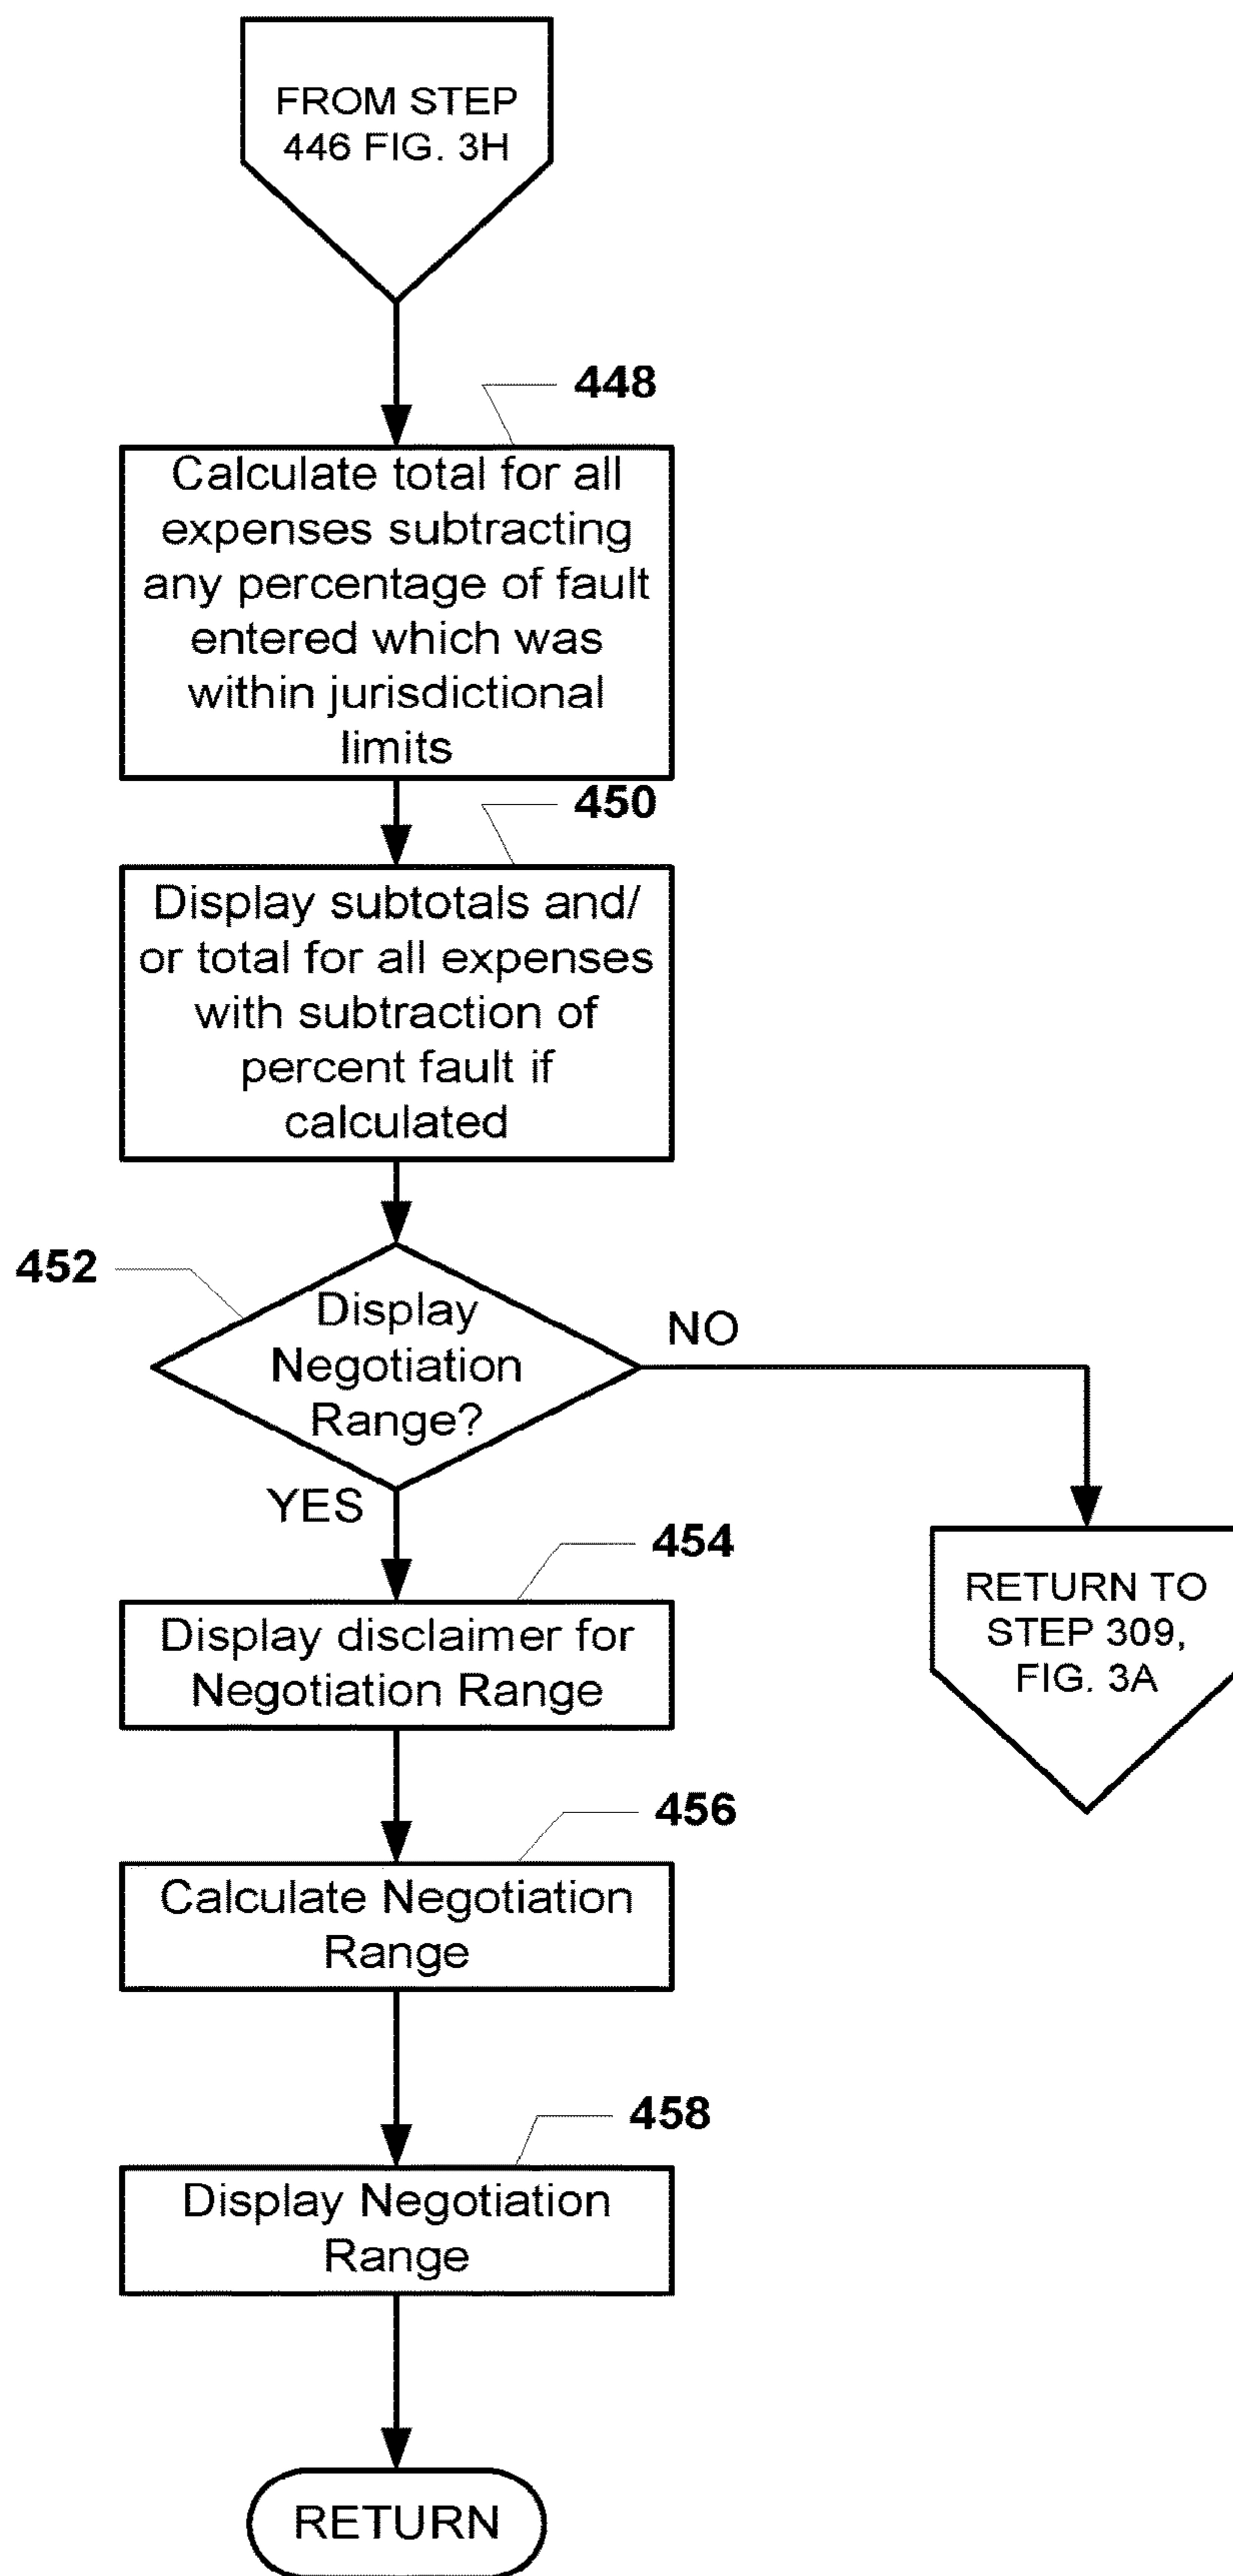 FROM STEP
446 FIG. 3H
448
Calculate total for all
expenses subtracting
any percentage of fault
entered which was
within jurisdictional
limits
450
Display subtotals and/
or total for all expenses
with subtraction of
percent fault if
calculated
452
Display
Negotiation
Range?
NO
YES
RETURN TO
STEP 309,
FIG. 3A
454
Display disclaimer for
Negotiation Range
456
Calculate Negotiation
Range
458
Display Negotiation
Range
RETURN